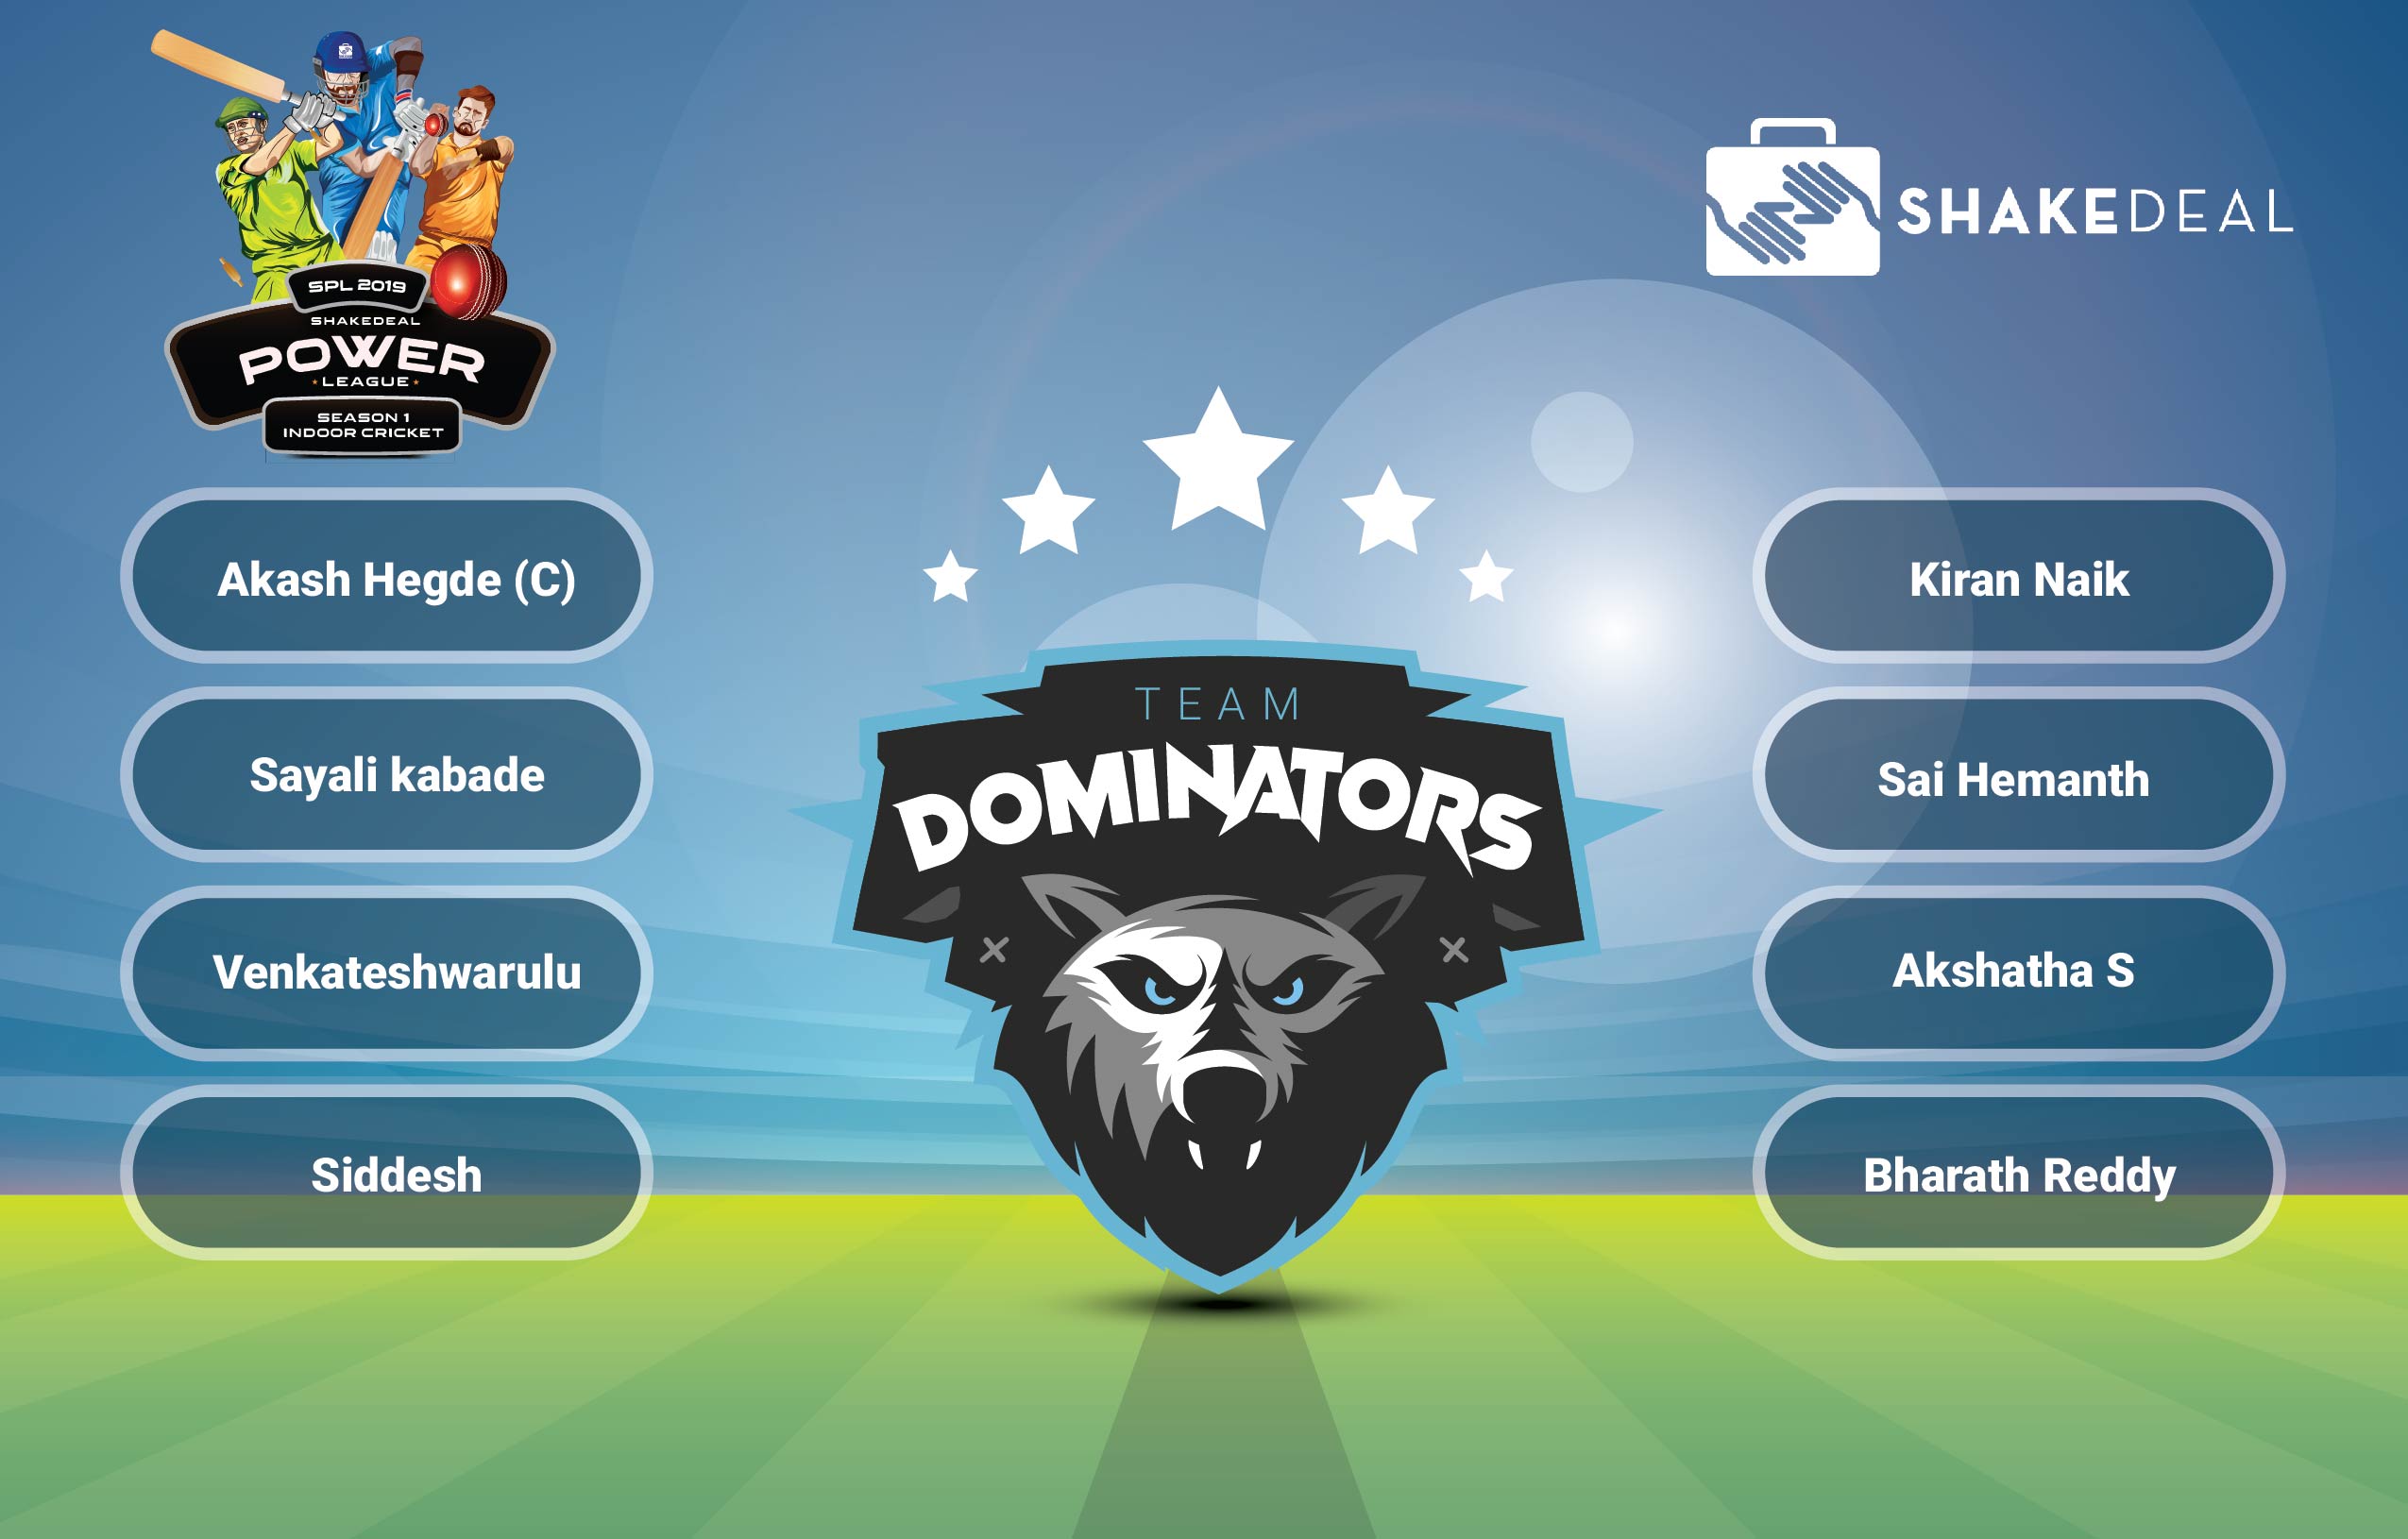 SPL 2019
SHAKEDEAL
POWER
LEAGUE
SEASON 1
INDOOR CRICKET
SHAKEDEAL
Akash Hegde (C)
Sayali kabade
Venkateshwarulu
Siddesh
TEAM
DOMINATORS
Kiran Naik
Sai Hemanth
Akshatha S
Bharath Reddy